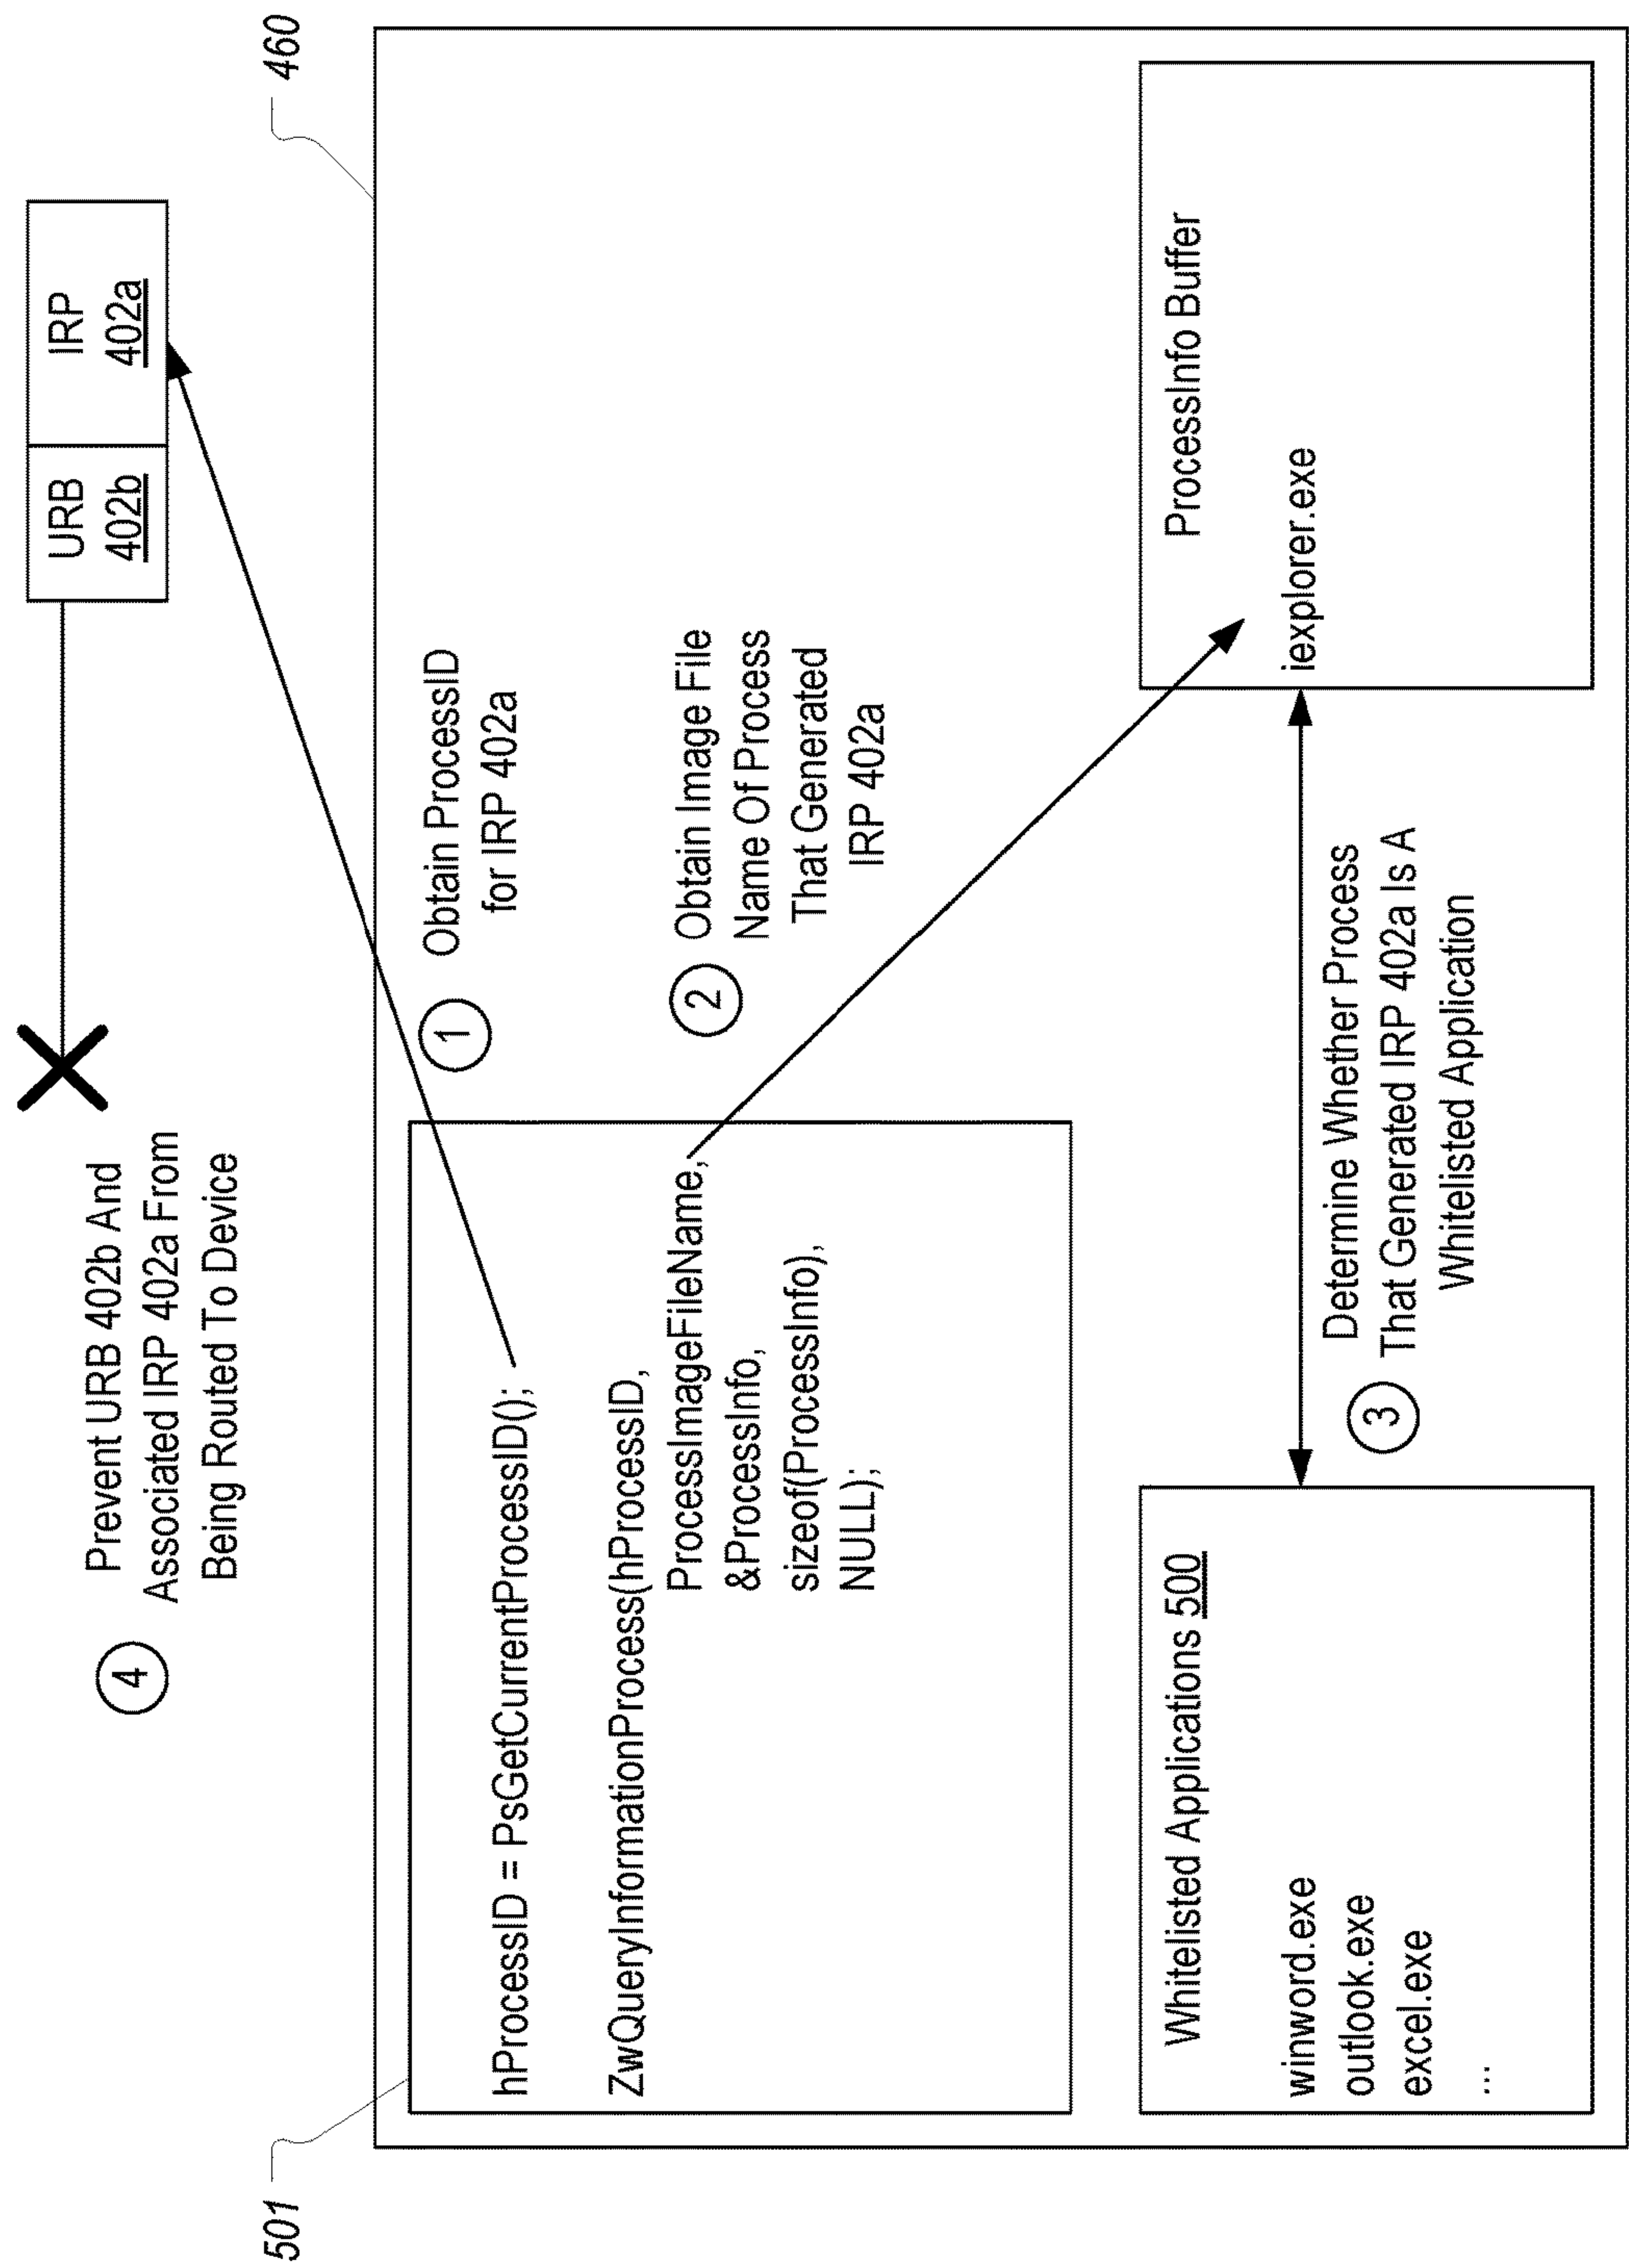 Prevent URB 402b And
Associated IRP 402a From
Being Routed To Device
4
URB
402b
IRP
402a
501
460
hProcessID = PsGetCurrentProcessID();
ZwQueryInformationProcess(hProcessID,
ProcessImageFileName,
&ProcessInfo,
sizeof(ProcessInfo),
NULL);
1
Obtain ProcessID
for IRP 402a
2
Obtain Image File
Name Of Process
That Generated
IRP 402a
Whitelisted Applications 500
winword.exe
outlook.exe
excel.exe
...
3
Determine Whether Process
That Generated IRP 402a Is A
Whitelisted Application
ProcessInfo Buffer
iexplorer.exe